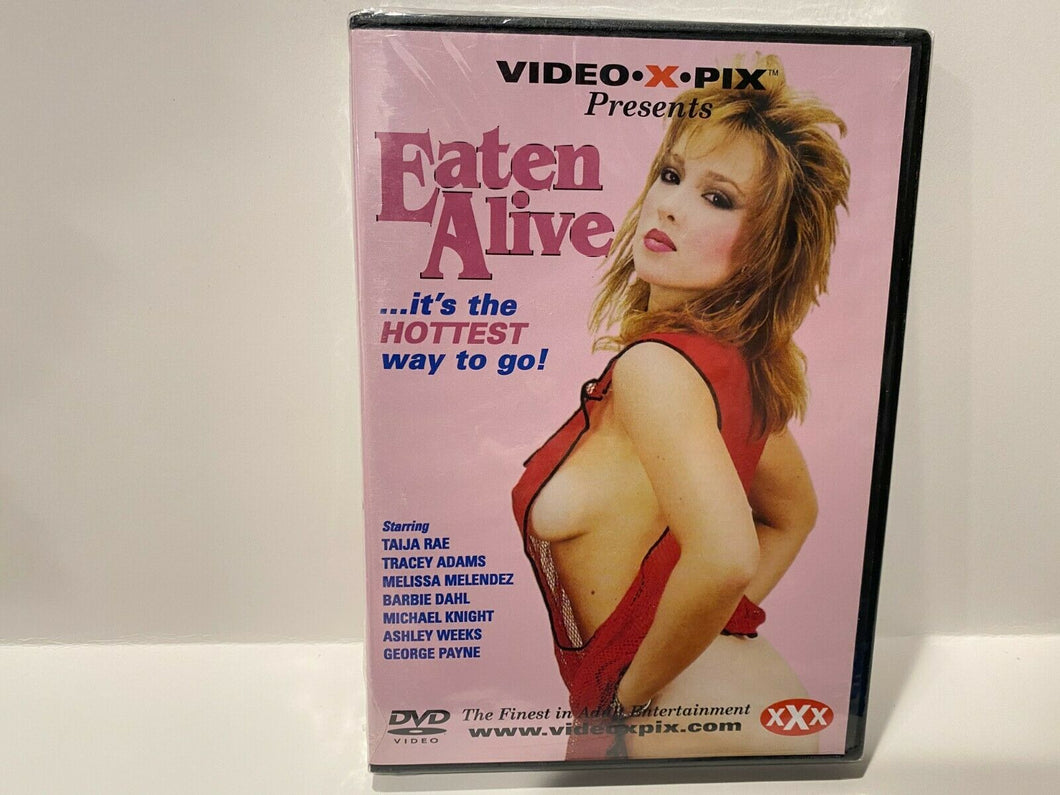 VIDEO•X•PIX™
Presents
Eaten
Alive
...it's the
HOTTEST
way to go!
Starring
TAIJA RAE
TRACEY ADAMS
MELISSA MELENDEZ
BARBIE DAHL
MICHAEL KNIGHT
ASHLEY WEEKS
GEORGE PAYNE
DVD
VIDEO
The Finest in Adult Entertainment
www.videoxpix.com
xXx